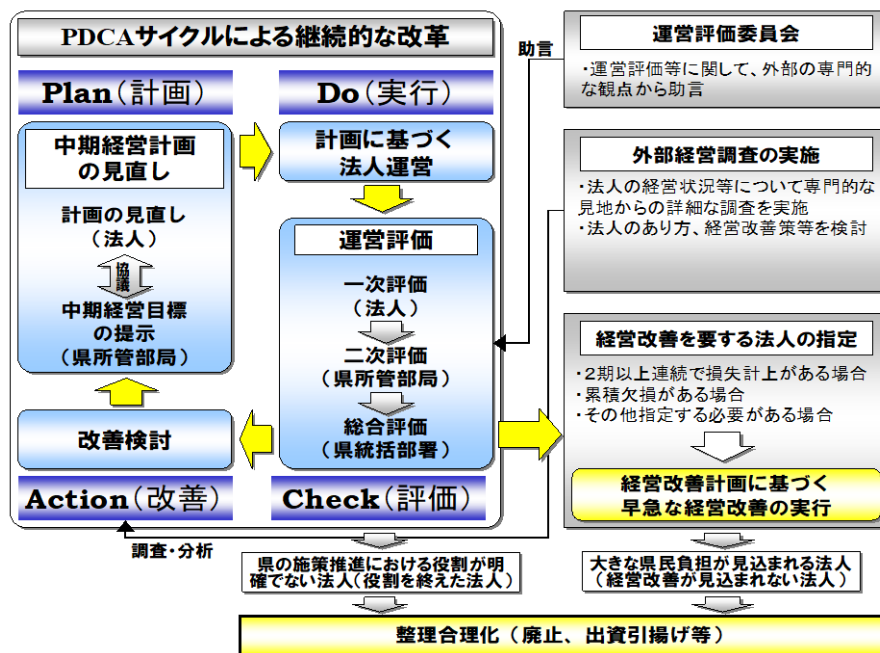 PDCAサイクルによる継続的な改革
Plan(計画)
Do(実行)
中期経営計画
の見直し
計画の見直し
(法人)
協議
中期経営目標
の提示
(県所管部局)
改善検討
Action(改善)
計画に基づく
法人運営
運営評価
一次評価
(法人)
二次評価
(県所管部局)
総合評価
(県統括部署)
Check(評価)
助言
運営評価委員会
・運営評価等に関して、外部の専門的
な観点から助言
外部経営調査の実施
・法人の経営状況等について専門的な
見地からの詳細な調査を実施
・法人のあり方、経営改善策等を検討
経営改善を要する法人の指定
・2期以上連続で損失計上がある場合
・累積欠損がある場合
・その他指定する必要がある場合
経営改善計画に基づく
早急な経営改善の実行
調査・分析
県の施策推進における役割が明
確でない法人(役割を終えた法人)
大きな県民負担が見込まれる法人
(経営改善が見込まれない法人)
整理合理化(廃止、出資引揚げ等)